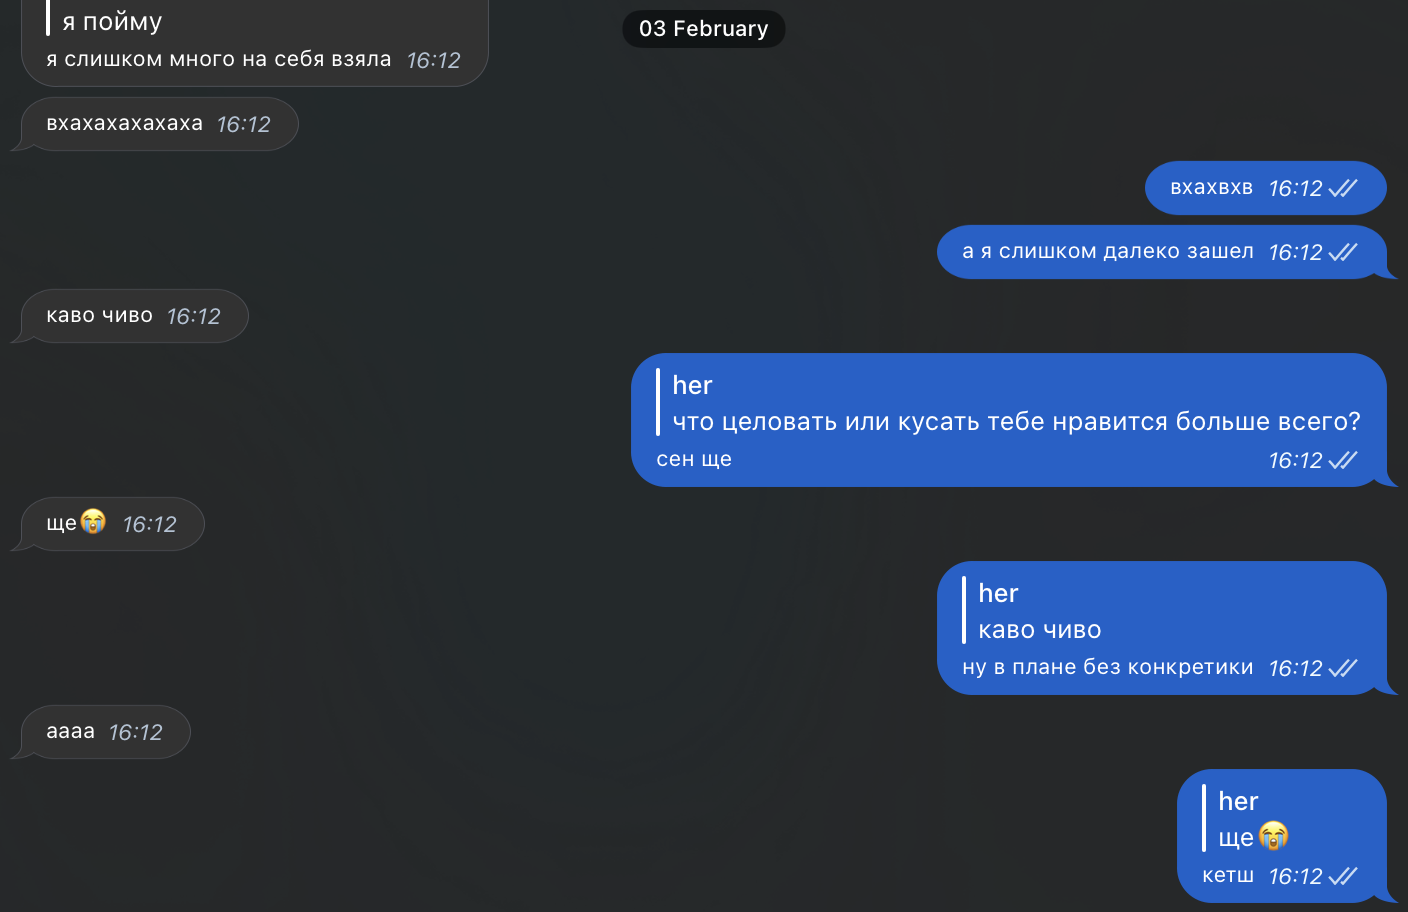 я пойму
я слишком много на себя взяла 16:12
03 February
вхахахахахаха 16:12
вхахвхв 16:12
а я слишком далеко зашел 16:12
каво чиво 16:12
her
что целовать или кусать тебе нравится больше всего?
сен ще 16:12
ще😭 16:12
her
каво чиво
ну в плане без конкретики 16:12
аааа 16:12
her
ще😭
кетш 16:12